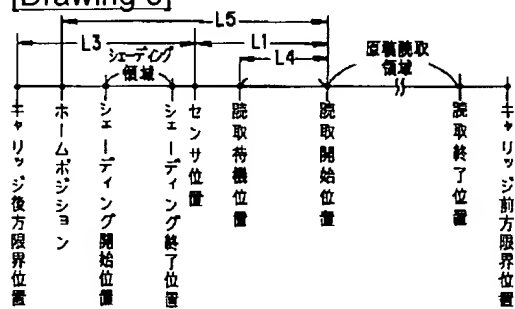 [Drawing 6]
L5
L3
L1
シェーディング
領域
L4
原稿読取
領域
キャリッジ後方限界位置
ホームポジション
シェーディング開始位置
シェーディング終了位置
センサ位置
読取待機位置
読取開始位置
読取終了位置
キャリッジ前方限界位置